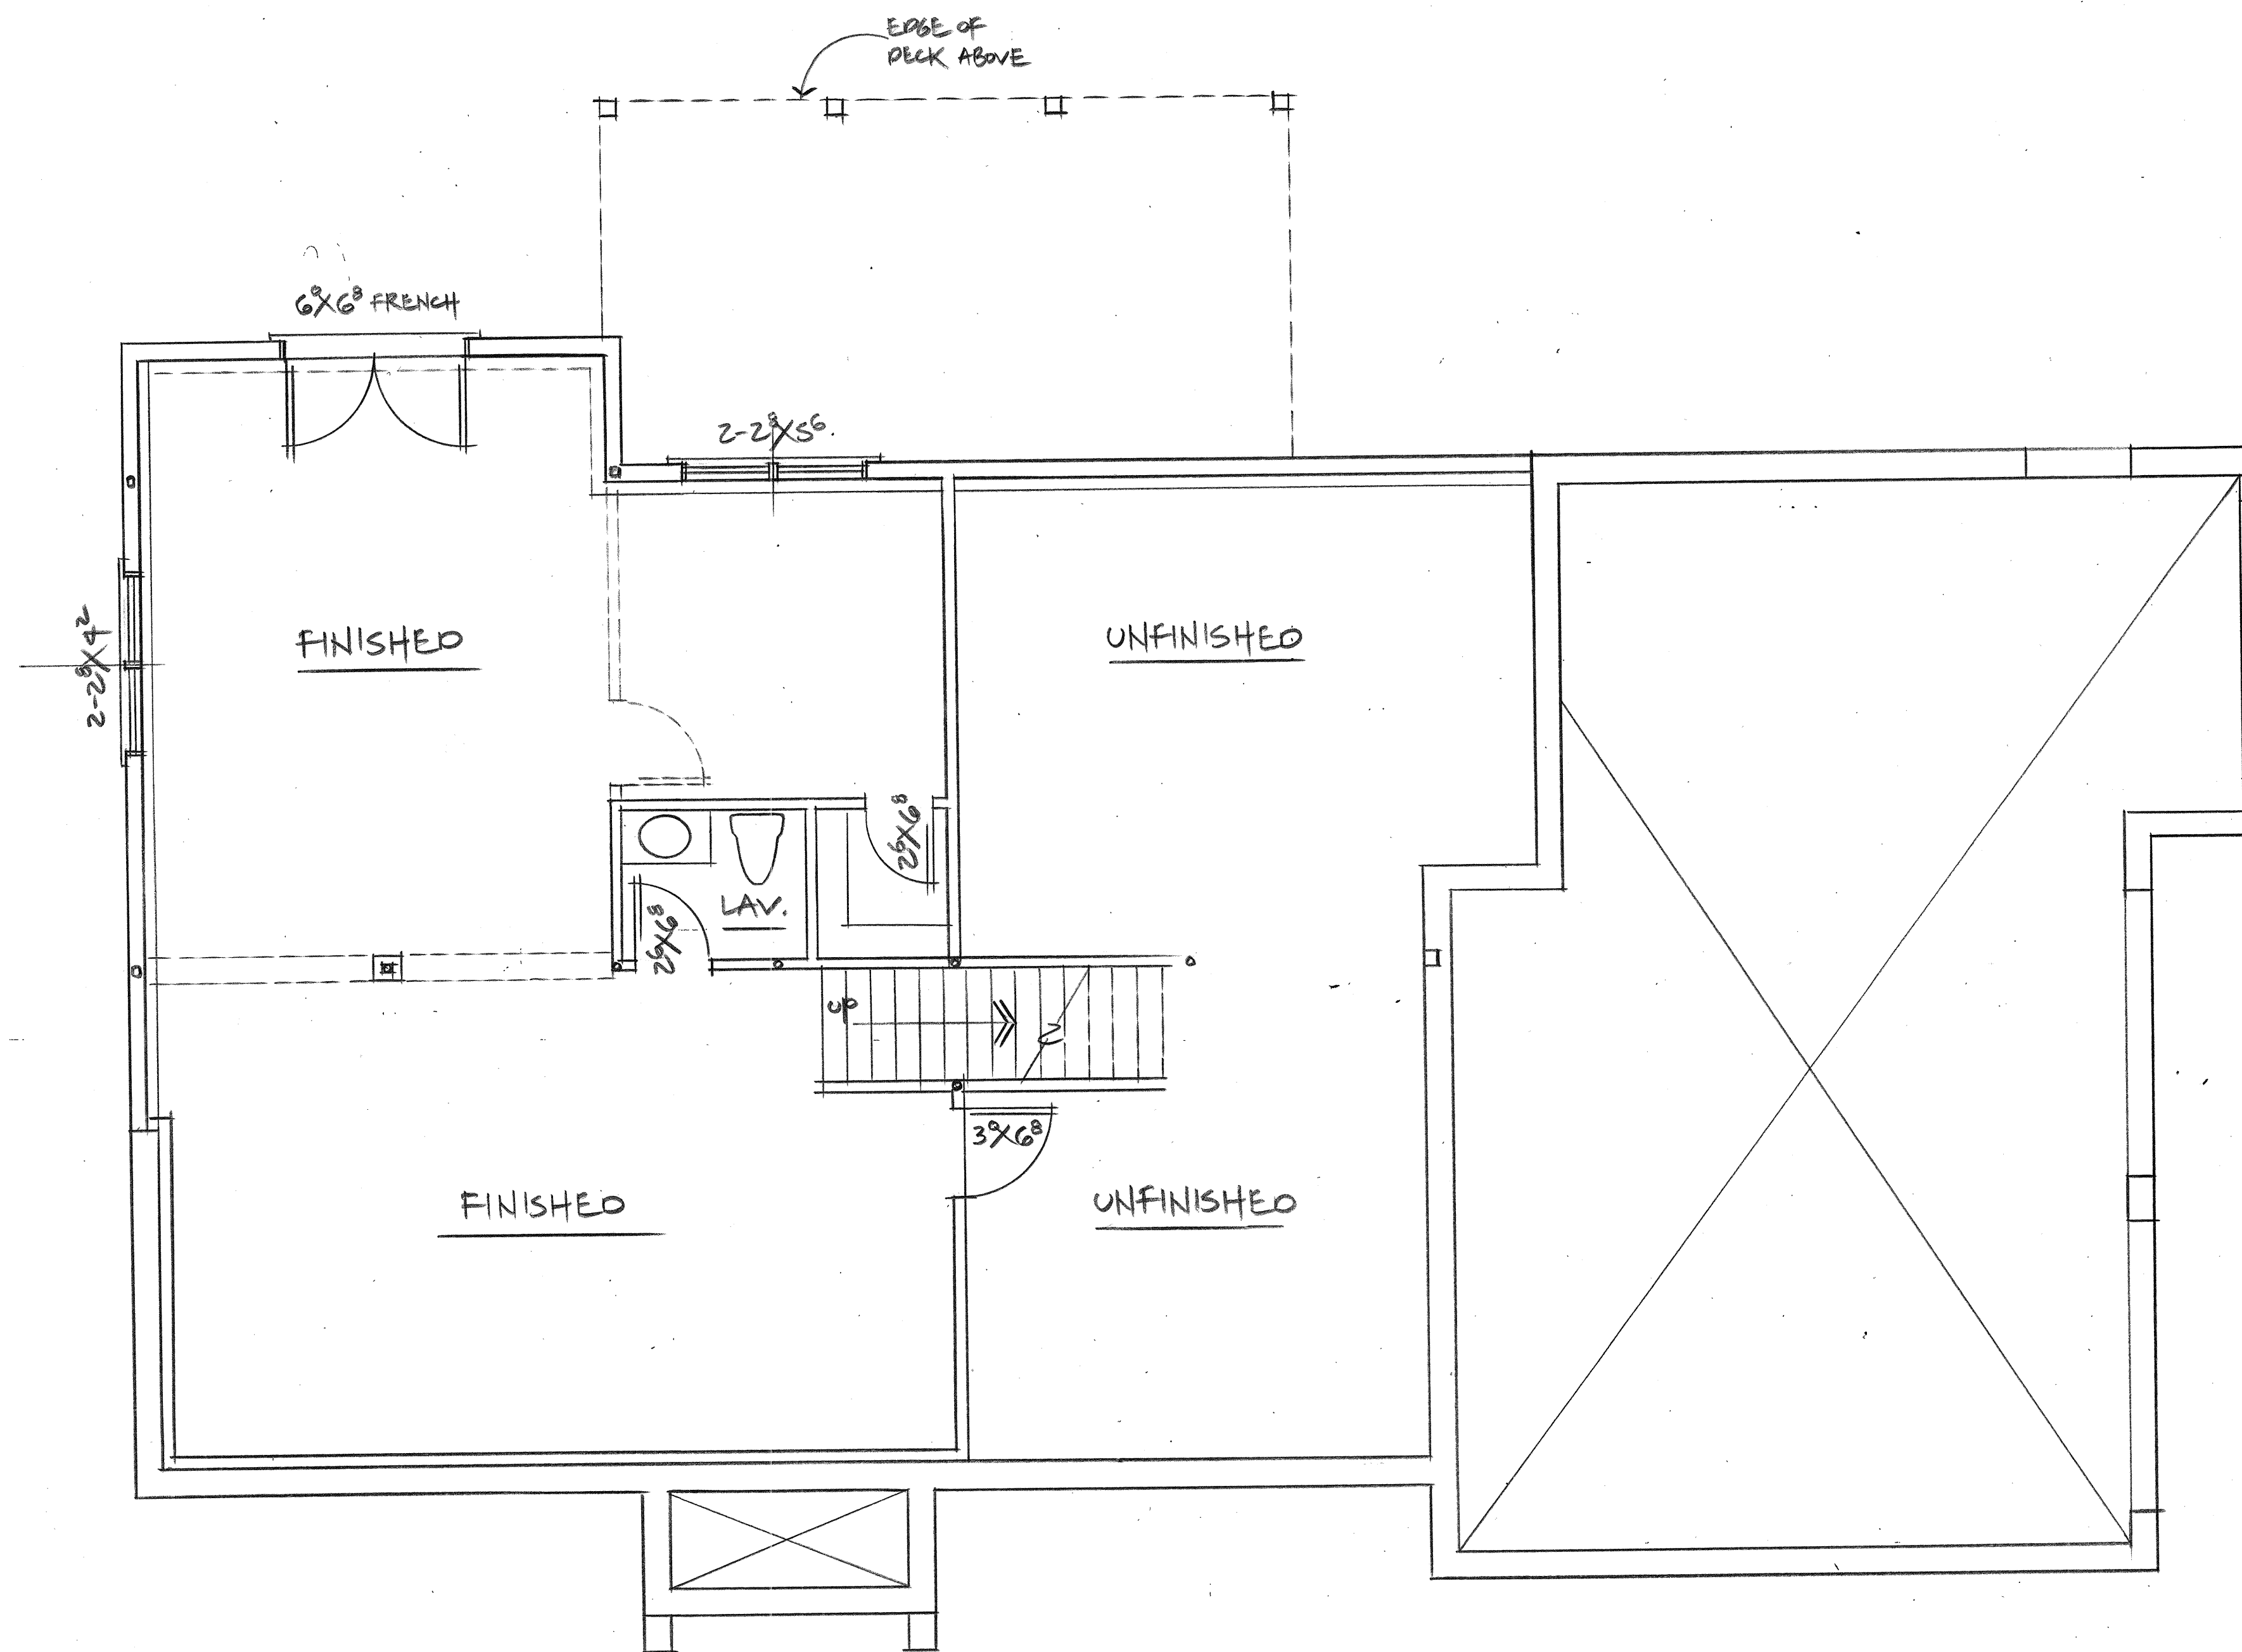 EDGE OF
DECK ABOVE
6⁰X6⁸ FRENCH
2-2⁸X5⁶.
2-2⁸X4²
FINISHED
UNFINISHED
2⁶X6⁸
LAV.
2⁶X6⁸
UP
3⁰X6⁸
FINISHED
UNFINISHED